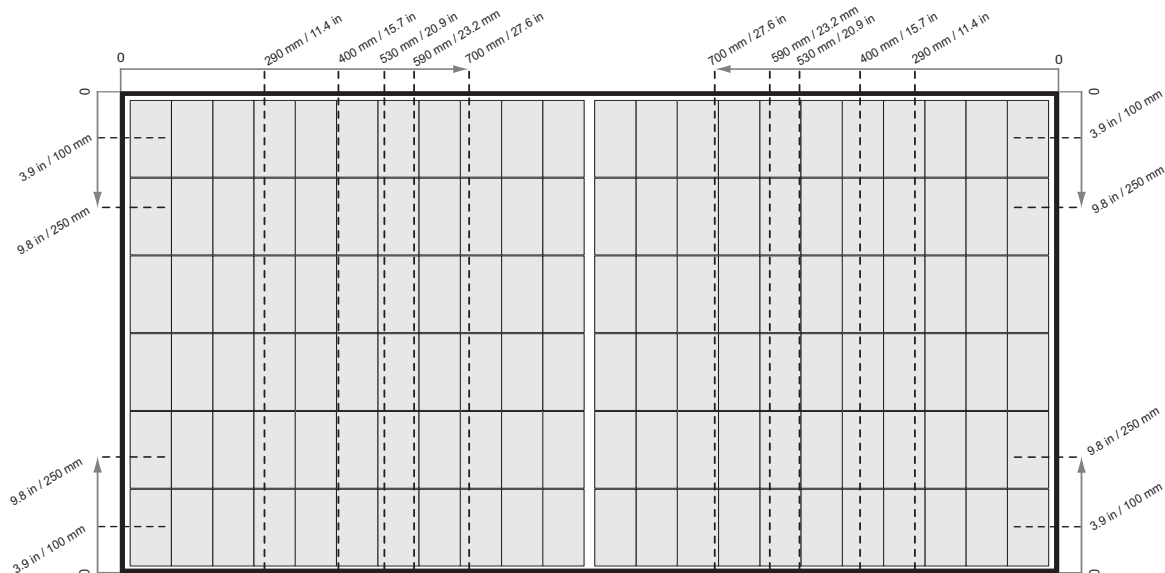 290 mm / 11.4 in
400 mm / 15.7 in
530 mm / 20.9 in
590 mm / 23.2 mm
700 mm / 27.6 in
700 mm / 27.6 in
590 mm / 23.2 mm
530 mm / 20.9 in
400 mm / 15.7 in
290 mm / 11.4 in
0
0
0
0
3.9 in / 100 mm
3.9 in / 100 mm
9.8 in / 250 mm
9.8 in / 250 mm
9.8 in / 250 mm
9.8 in / 250 mm
3.9 in / 100 mm
3.9 in / 100 mm
0
0